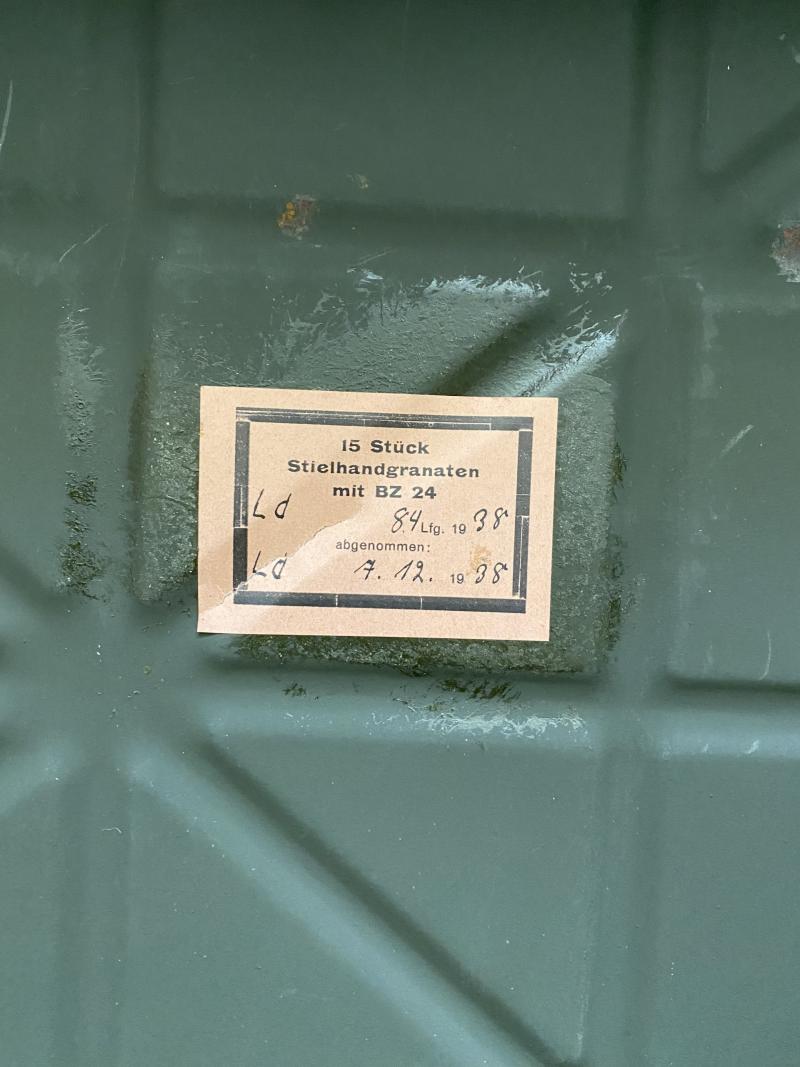 15 Stück
Stielhandgranaten
mit BZ 24
Ld 84 Lfg. 19 38
abgenommen:
Ld 7. 12. 19 38